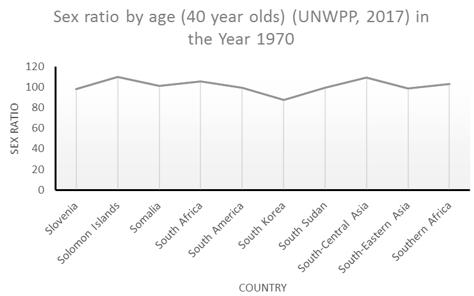 Sex ratio by age (40 year olds) (UNWPP, 2017) in
the Year 1970
120
100
80
60
40
20
0
SEX RATIO
Slovenia
Solomon Islands
Somalia
South Africa
South America
South Korea
South Sudan
South-Central Asia
South-Eastern Asia
Southern Africa
COUNTRY